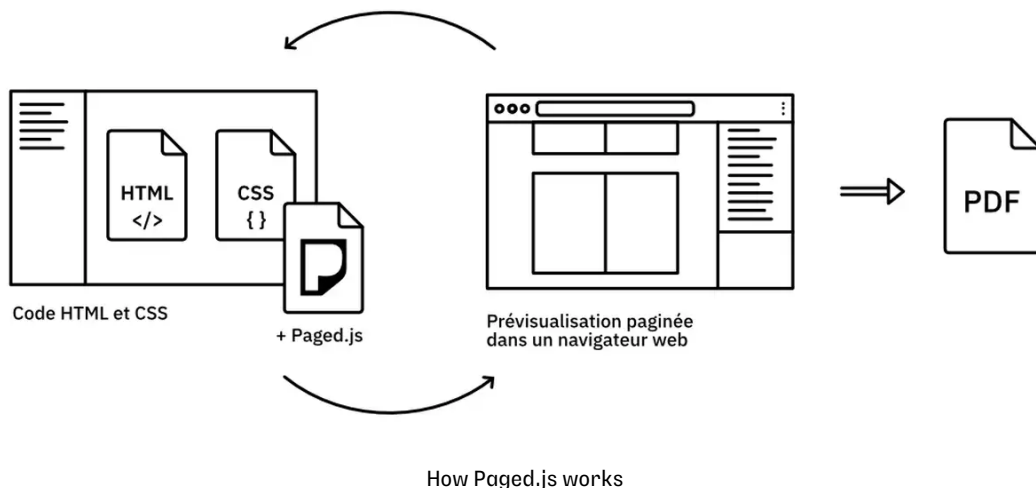 HTML
</>
CSS
{ }
P
Code HTML et CSS
+ Paged.js
Prévisualisation paginée
dans un navigateur web
PDF
How Paged.js works